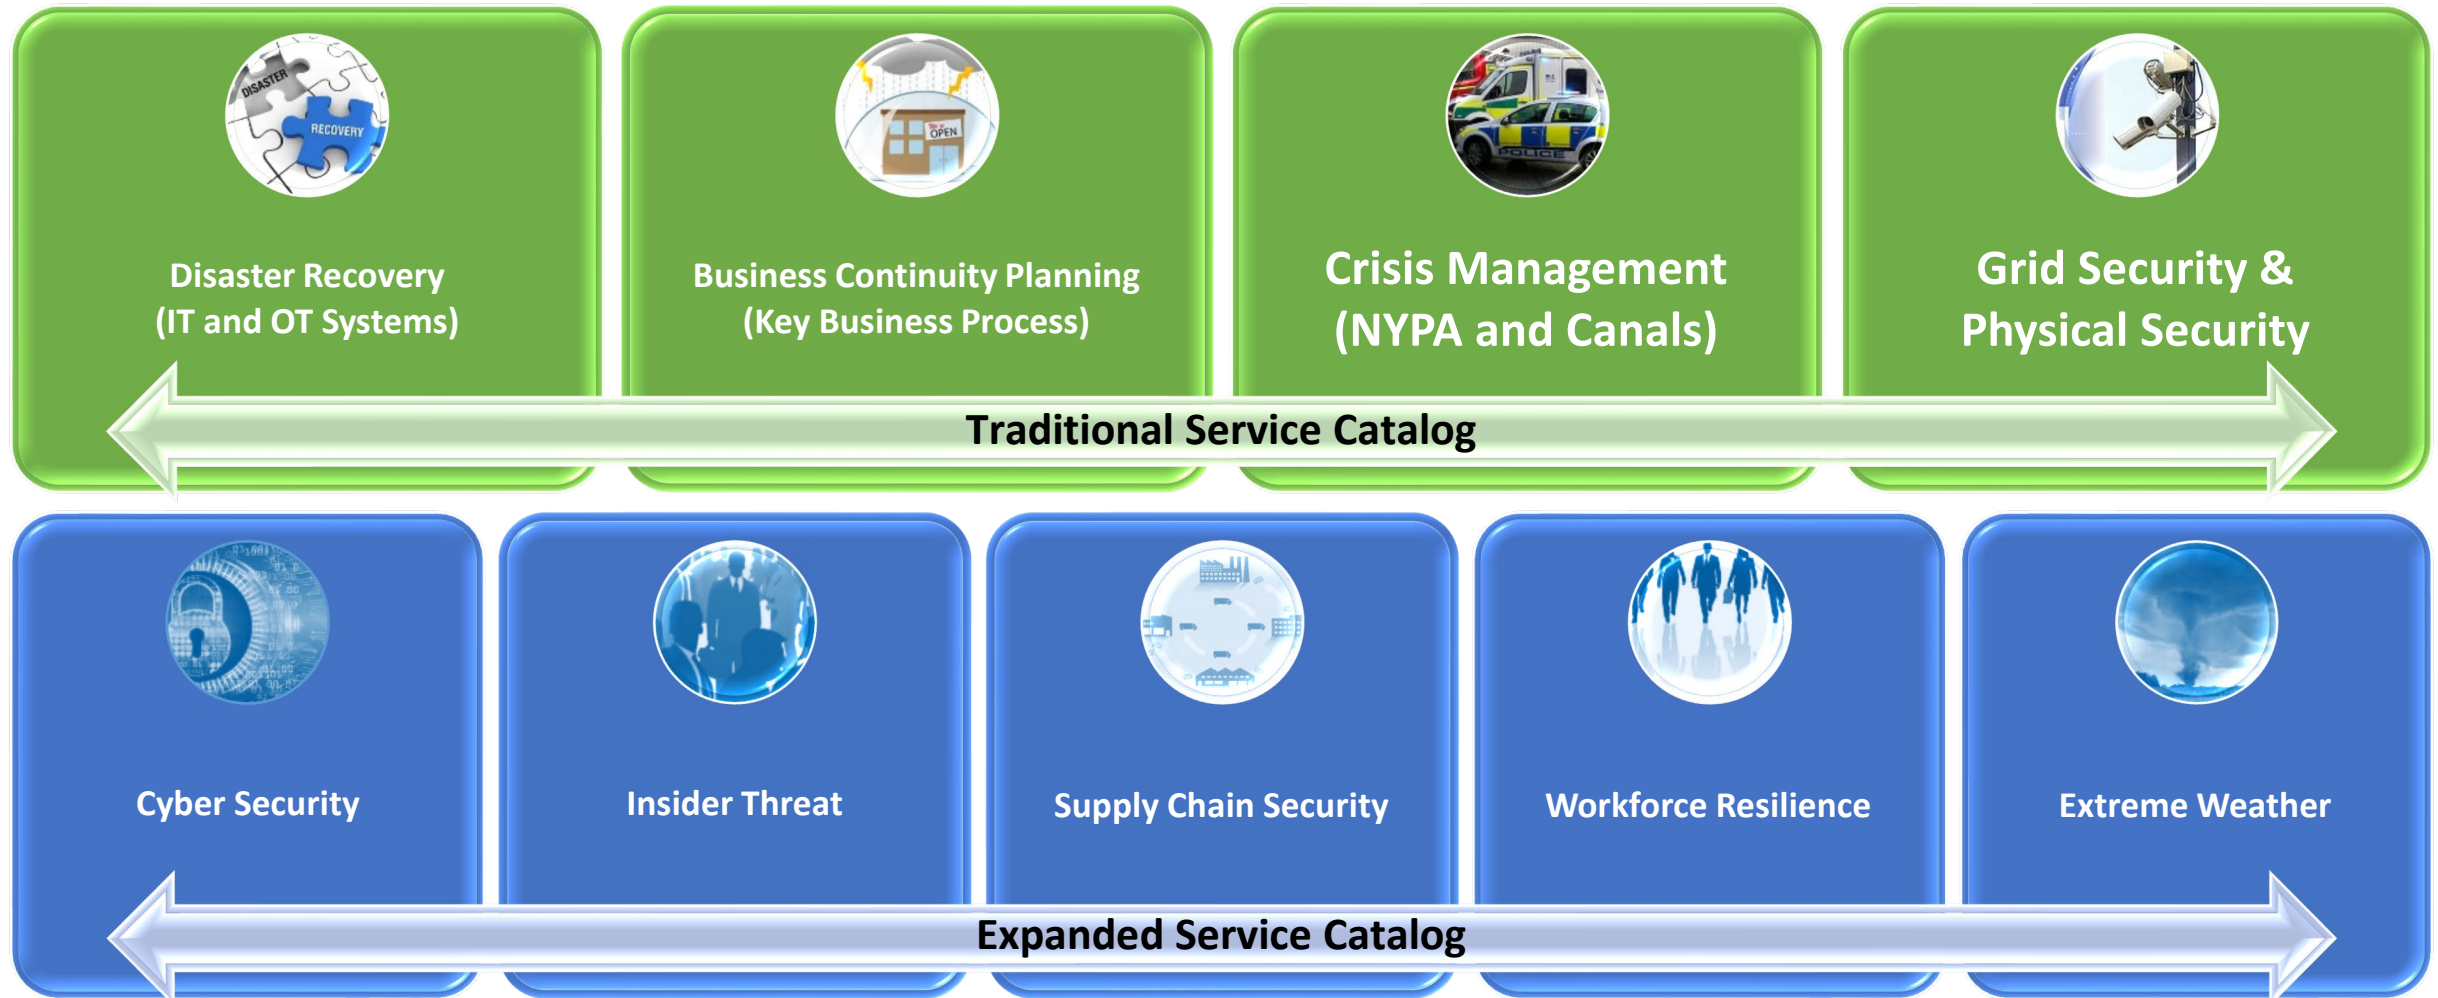 DISASTER
RECOVERY
OPEN
POLICE
Disaster Recovery
(IT and OT Systems)
Business Continuity Planning
(Key Business Process)
Crisis Management
(NYPA and Canals)
Grid Security &
Physical Security
Traditional Service Catalog
Cyber Security
Insider Threat
Supply Chain Security
Workforce Resilience
Extreme Weather
Expanded Service Catalog